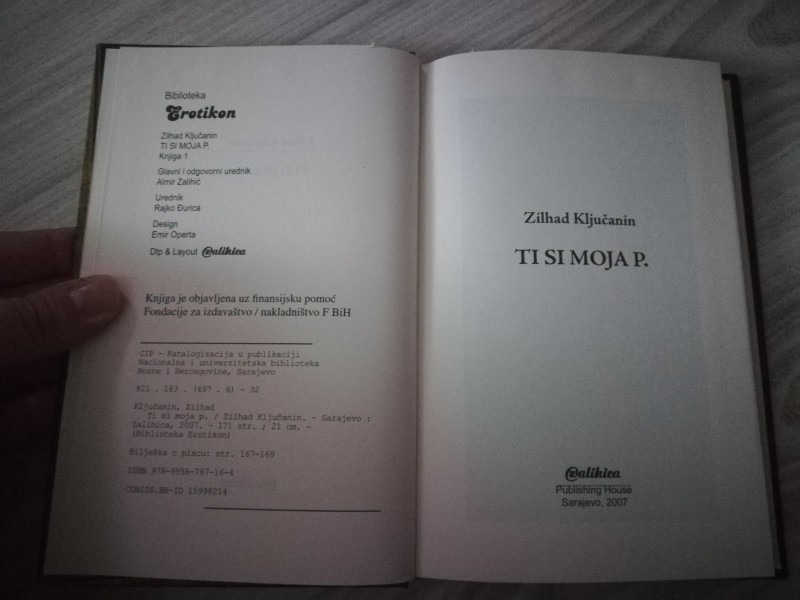 Biblioteka
Erotikon
Zilhad Ključanin
TI SI MOJA P.
Knjiga 1
Glavni i odgovorni urednik
Almir Zalihić
Urednik
Rajko Đurica
Design
Emir Operta
Dtp & Layout Zalihica
Knjiga je objavljena uz finansijsku pomoć
Fondacije za izdavaštvo / nakladništvo F BiH
CIP - Katalogizacija u publikaciji
Nacionalna i univerzitetska biblioteka
Bosne i Hercegovine, Sarajevo
821 . 163 . (497 . 6) - 32
Ključanin, Zilhad
Ti si moja p. / Zilhad Ključanin. - Sarajevo :
Zalihica, 2007. - 171 str. ; 21 cm. -
(Biblioteka Erotikon)
Bilješka o piscu: str. 167-169
ISBN 978-9958-767-16-4
COBISS.BH-ID 15998214
Zilhad Ključanin
TI SI MOJA P.
Zalihica
Publishing House
Sarajevo, 2007